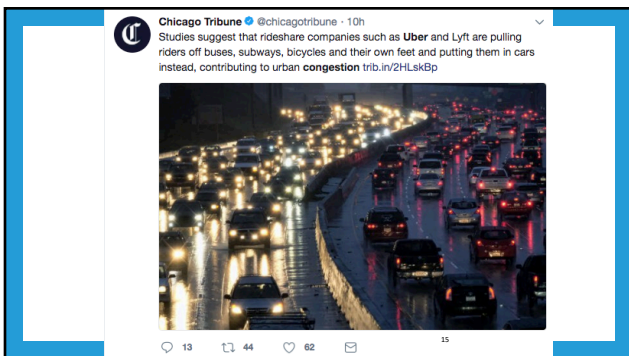 Chicago Tribune @chicagotribune · 10h
Studies suggest that rideshare companies such as Uber and Lyft are pulling
riders off buses, subways, bicycles and their own feet and putting them in cars
instead, contributing to urban congestion trib.in/2HLskBp
13 44 62
15